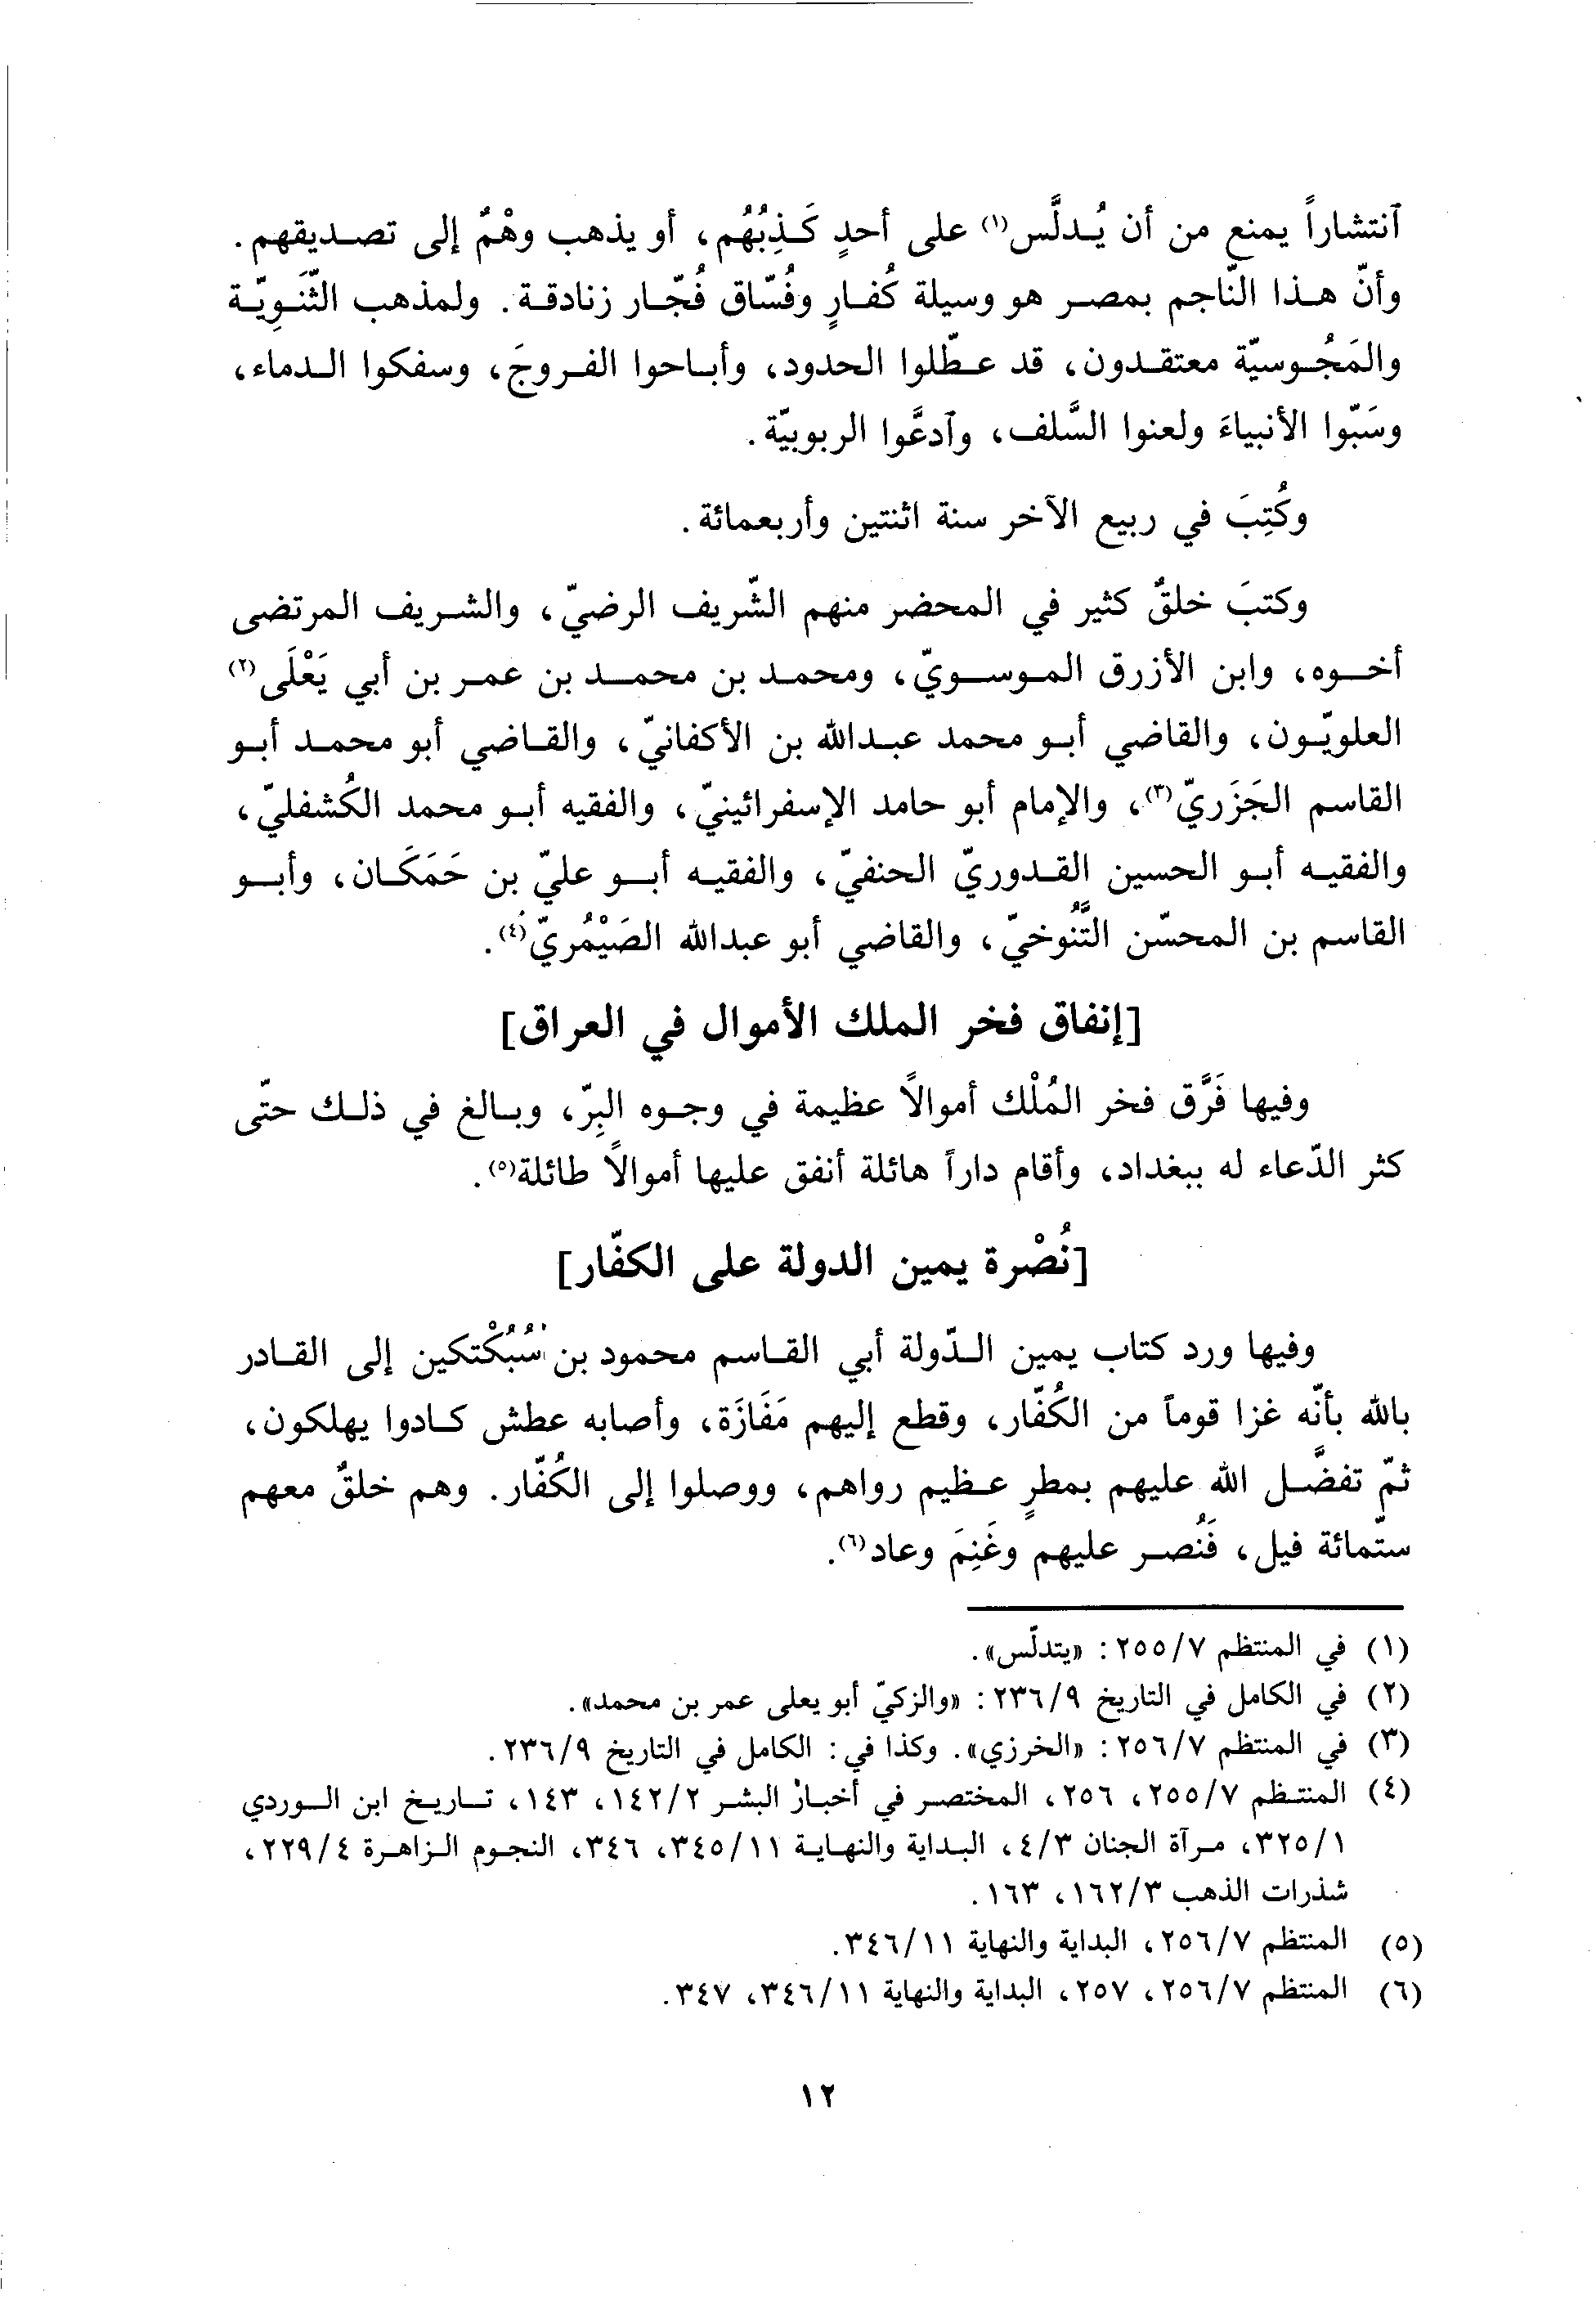 آنتشاراً يمنع من أن يُدلَّس(١) على أحدٍ كَذِبُهُم، أو يذهب وهْمٌ إلى تصديقهم.
وأنّ هذا النّاجم بمصر هو وسيلة كُفارٍ وفُسّاق فُجّار زنادقة. ولمذهب الثَّنَوِيّة
والمَجُوسيّة معتقدون، قد عطّلوا الحدود، وأباحوا الفروجَ، وسفكوا الدماء،
وسَبّوا الأنبياءَ ولعنوا السَّلف، وآدعَّوا الربوبيّة.
وكُتِبَ في ربيع الآخر سنة اثنتين وأربعمائة.
وكتبَ خلقٌ كثير في المحضر منهم الشّريف الرضيّ، والشريف المرتضى
أخوه، وابن الأزرق الموسويّ، ومحمد بن محمد بن عمر بن أبي يَعْلَى(٢)
العلويّون، والقاضي أبو محمد عبدالله بن الأكفانيّ، والقاضي أبو محمد أبو
القاسم الجَزَريّ(٣)، والإمام أبو حامد الإسفرائينيّ، والفقيه أبو محمد الكُشفليّ،
والفقيه أبو الحسين القدوريّ الحنفيّ، والفقيه أبو عليّ بن حَمَكَان، وأبو
القاسم بن المحسّن التَّنُوخيّ، والقاضي أبو عبدالله الصَيْمُريّ(٤).
[إنفاق فخر الملك الأموال في العراق]
وفيها فَرَّق فخر المُلْك أموالاً عظيمة في وجوه البِرّ، وبالغ في ذلك حتّى
كثر الدّعاء له ببغداد، وأقام داراً هائلة أنفق عليها أموالاً طائلة(٥).
[نُصْرة يمين الدولة على الكفّار]
وفيها ورد كتاب يمين الدّولة أبي القاسم محمود بن سُبُكْتكين إلى القادر
بالله بأنّه غزا قوماً من الكُفّار، وقطع إليهم مَفَازَة، وأصابه عطش كادوا يهلكون،
ثمّ تفضَّل الله عليهم بمطرٍ عظيم رواهم، ووصلوا إلى الكُفّار. وهم خلقٌ معهم
ستّمائة فيل، فَنُصر عليهم وغَنِمَ وعاد(٦).
(١) في المنتظم ٢٥٥/٧: «يتدلّس».
(٢) في الكامل في التاريخ ٢٣٦/٩: «والزكيّ أبو يعلى عمر بن محمد».
(٣) في المنتظم ٢٥٦/٧: «الخرزي». وكذا في: الكامل في التاريخ ٢٣٦/٩.
(٤) المنتظم ٢٥٥/٧، ٢٥٦، المختصر في أخبار البشر ١٤٢/٢، ١٤٣، تاريخ ابن الوردي
٣٢٥/١، مرآة الجنان ٤/٣، البداية والنهاية ٣٤٥/١١، ٣٤٦، النجوم الزاهرة ٢٢٩/٤،
شذرات الذهب ١٦٢/٣، ١٦٣.
(٥) المنتظم ٢٥٦/٧، البداية والنهاية ٣٤٦/١١.
(٦) المنتظم ٢٥٦/٧، ٢٥٧، البداية والنهاية ٣٤٦/١١، ٣٤٧.
١٢